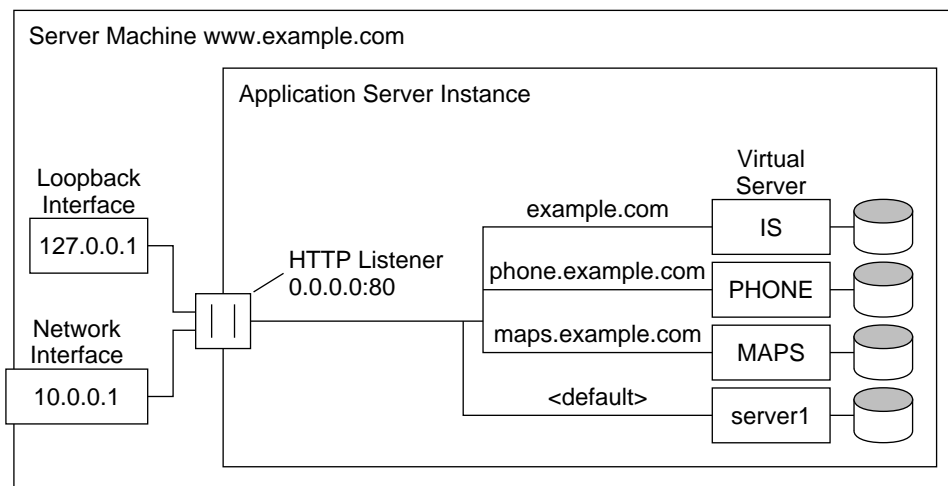 Server Machine www.example.com
Application Server Instance
Loopback
Interface
127.0.0.1
Network
Interface
10.0.0.1
HTTP Listener
0.0.0.0:80
Virtual
Server
example.com
IS
phone.example.com
PHONE
maps.example.com
MAPS
<default>
server1